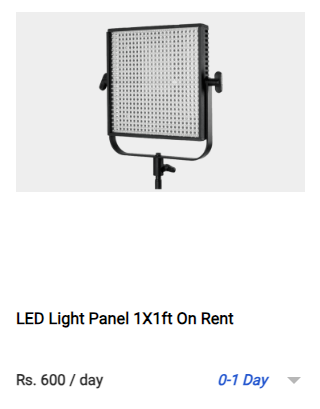 LED Light Panel 1X1ft On Rent
Rs. 600 / day
0-1 Day